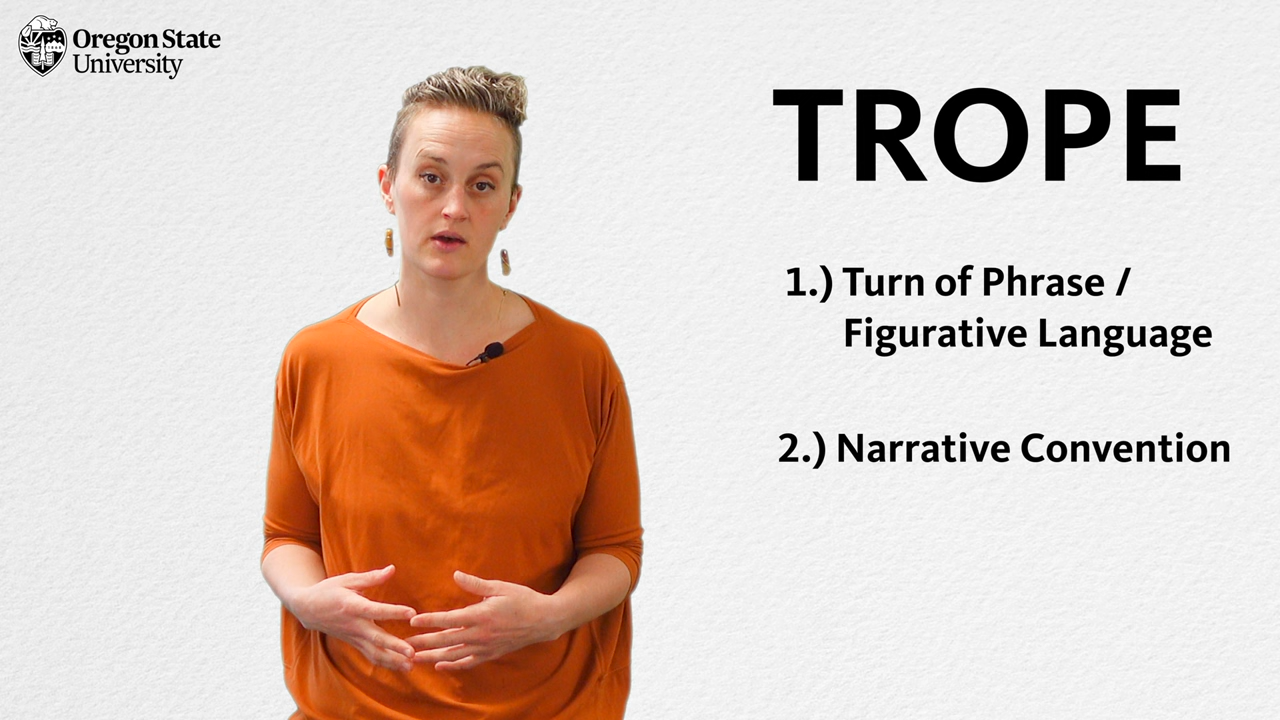 Oregon State
University
TROPE
1.) Turn of Phrase /
Figurative Language
2.) Narrative Convention